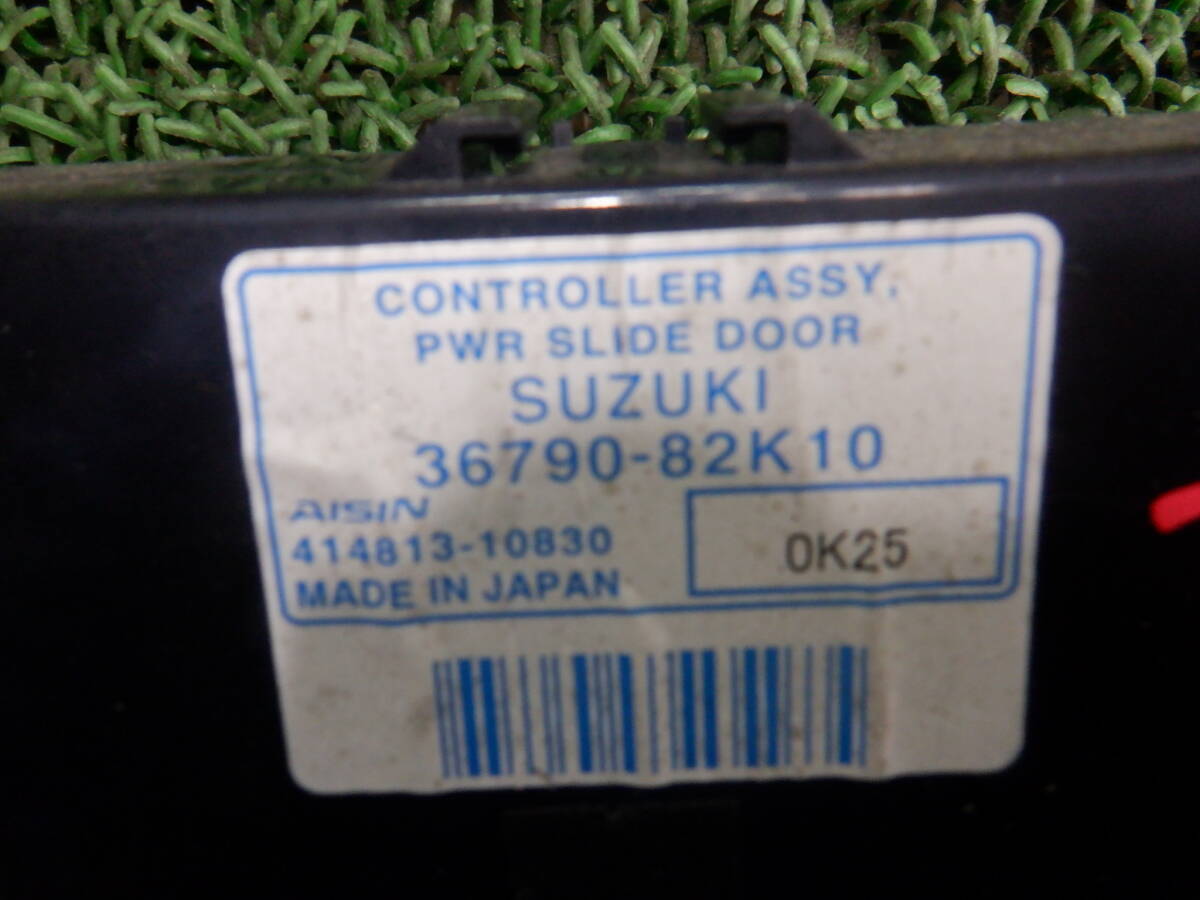 CONTROLLER ASSY,
PWR SLIDE DOOR
SUZUKI
36790-82K10
AISIN
414813-10830
MADE IN JAPAN
0K25